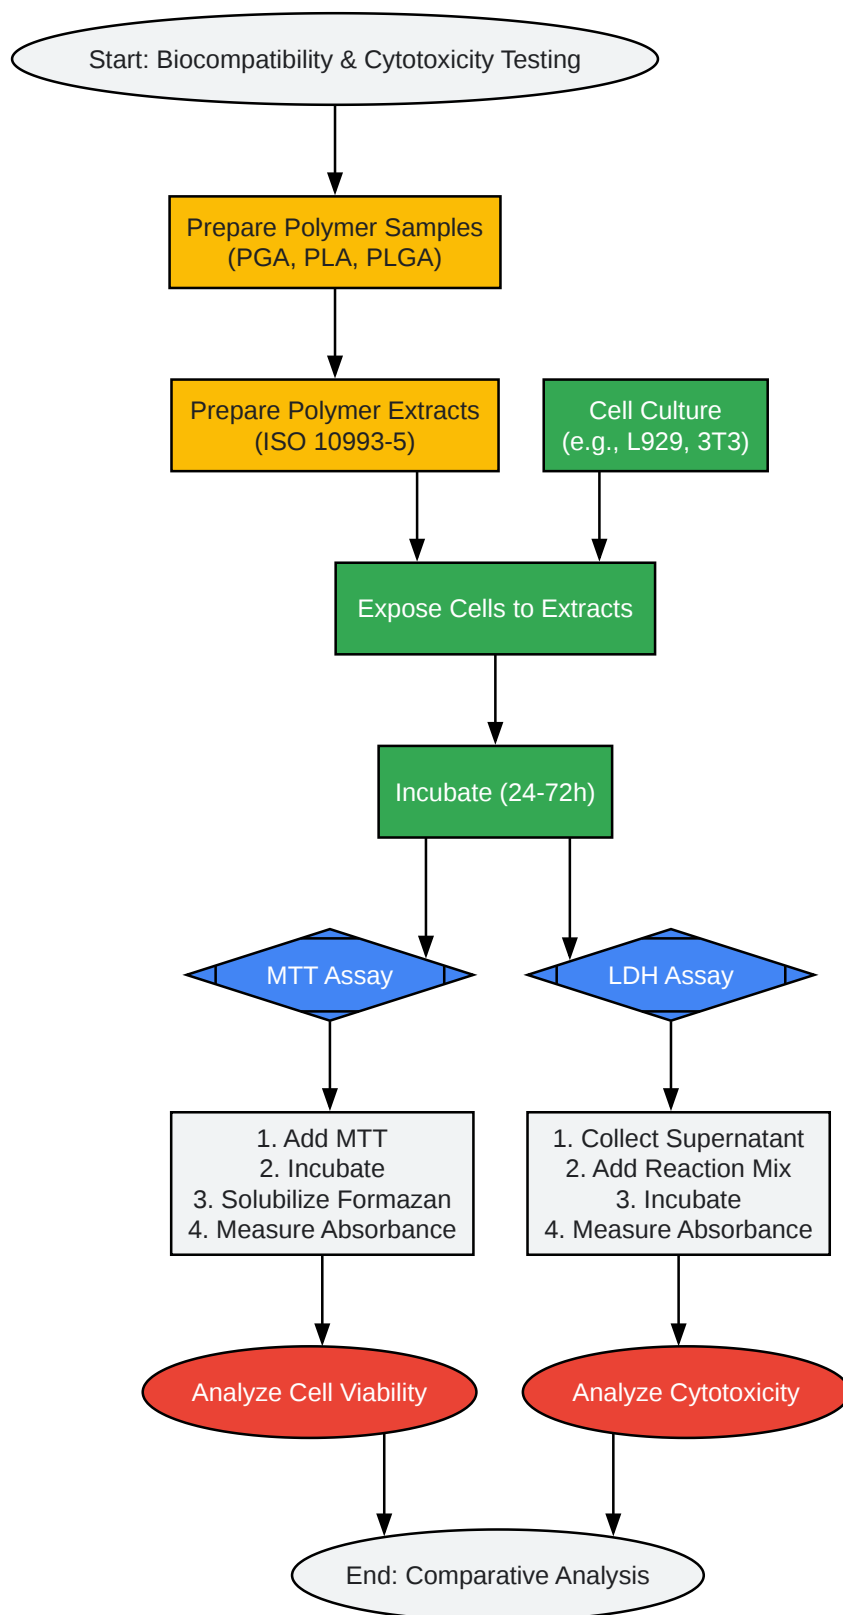 Start: Biocompatibility & Cytotoxicity Testing
Prepare Polymer Samples
(PGA, PLA, PLGA)
Prepare Polymer Extracts
(ISO 10993-5)
Cell Culture
(e.g., L929, 3T3)
Expose Cells to Extracts
Incubate (24-72h)
MTT Assay
LDH Assay
1. Add MTT
2. Incubate
3. Solubilize Formazan
4. Measure Absorbance
1. Collect Supernatant
2. Add Reaction Mix
3. Incubate
4. Measure Absorbance
Analyze Cell Viability
Analyze Cytotoxicity
End: Comparative Analysis